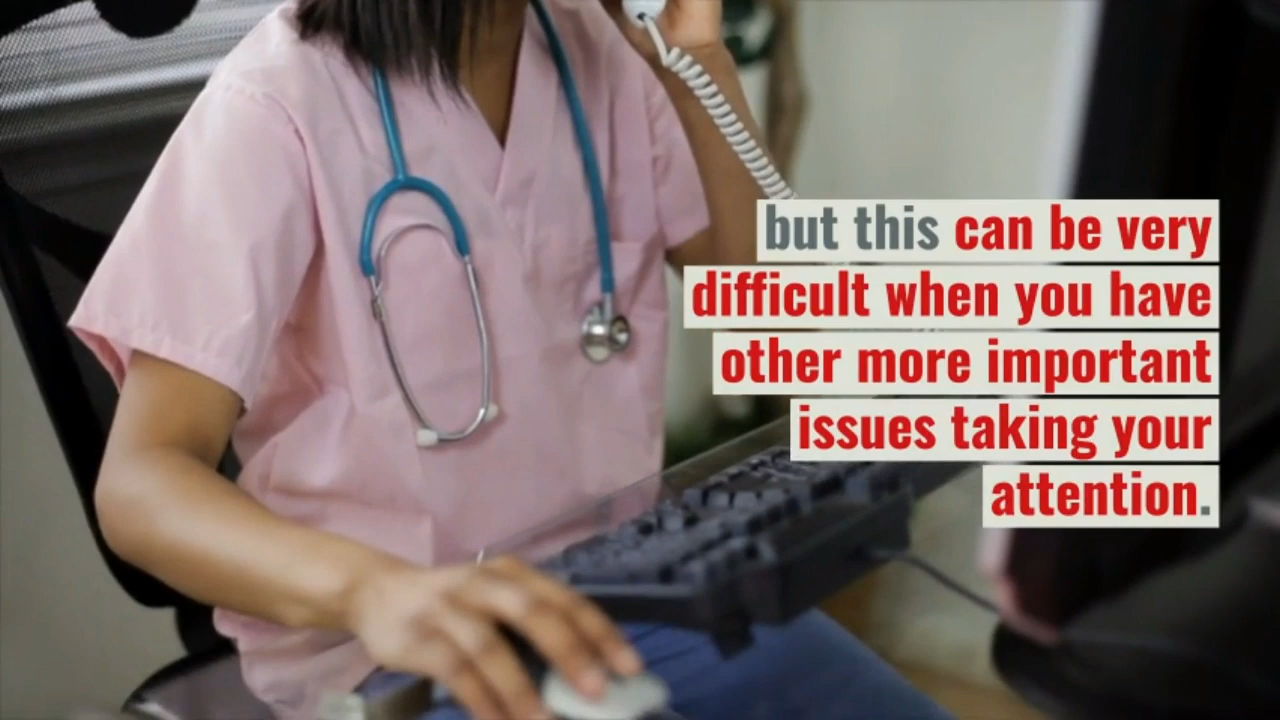 but this can be very
difficult when you have
other more important
issues taking your
attention.